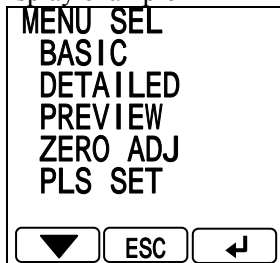 MENU SEL
BASIC
DETAILED
PREVIEW
ZERO ADJ
PLS SET
ESC